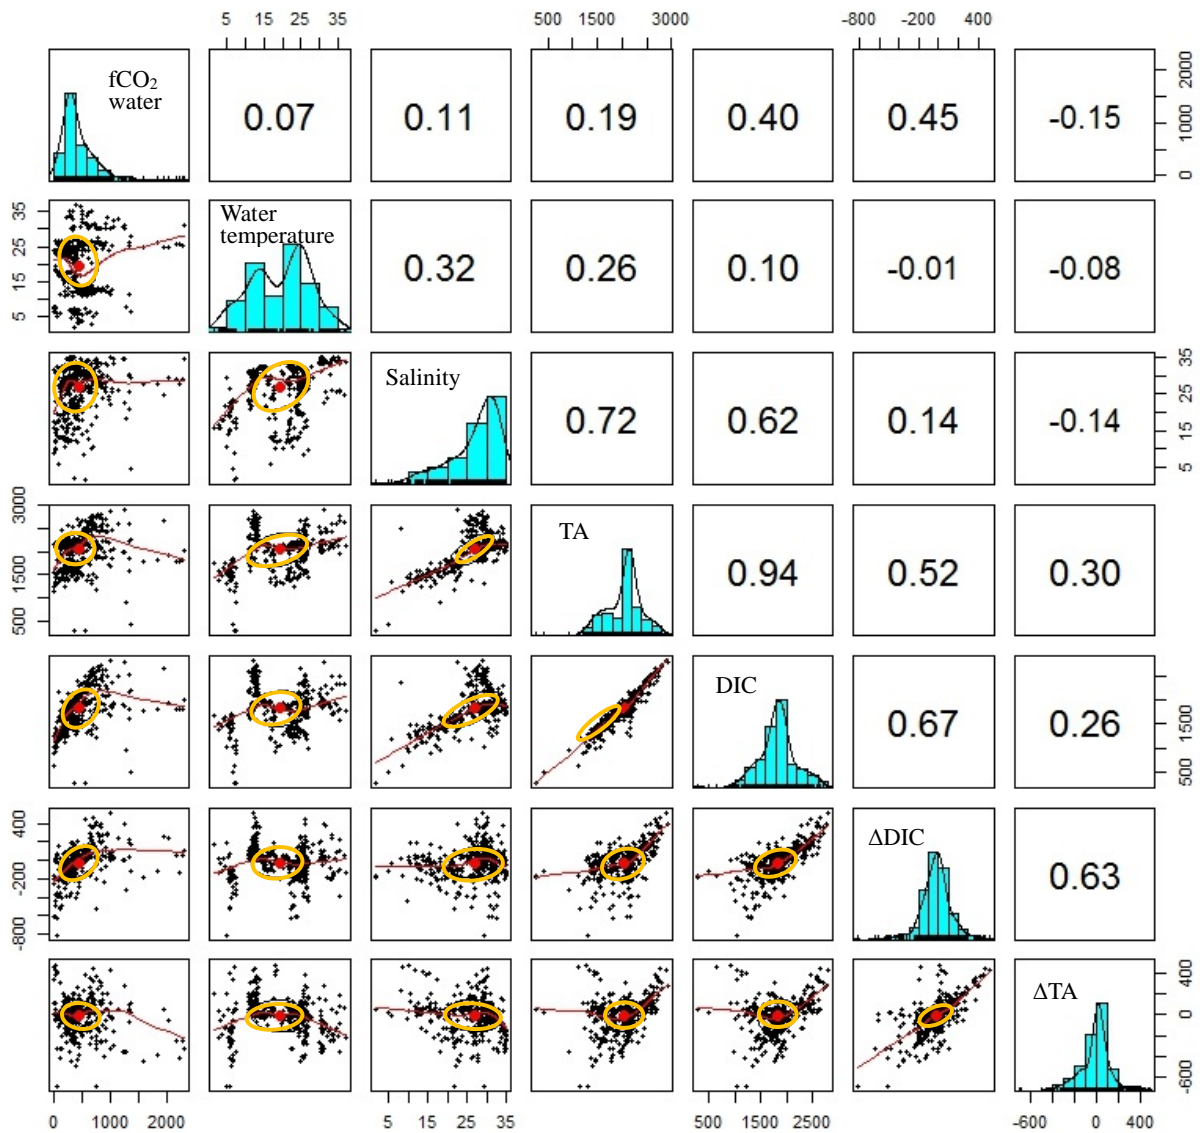 5 15 25 35 500 1500 3000 -800 -200 400
fCO₂
water
0.07 0.11 0.19 0.40 0.45 -0.15
0 1000 2000
Water
temperature
0.32 0.26 0.10 -0.01 -0.08
5 15 25 35
Salinity
0.72 0.62 0.14 -0.14
5 15 25 35
TA
0.94 0.52 0.30
500 1500 3000
DIC
0.67 0.26
500 1500
ΔDIC
0.63
-800 -200 400
ΔTA
-600 0 400
0 1000 2000 5 15 25 35 500 1500 2500 -600 0 400